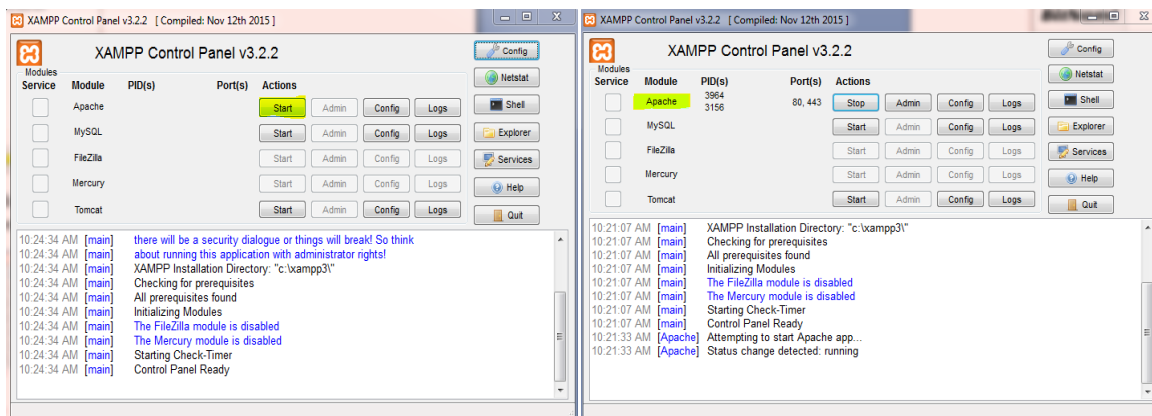 XAMPP Control Panel v3.2.2 [ Compiled: Nov 12th 2015 ]
XAMPP Control Panel v3.2.2
Config
Modules
Service Module PID(s) Port(s) Actions
Netstat
Apache Start Admin Config Logs
Shell
MySQL Start Admin Config Logs
Explorer
FileZilla Start Admin Config Logs
Services
Mercury Start Admin Config Logs
Help
Tomcat Start Admin Config Logs
Quit
10:24:34 AM [main] there will be a security dialogue or things will break! So think
10:24:34 AM [main] about running this application with administrator rights!
10:24:34 AM [main] XAMPP Installation Directory: "c:\xampp3\"
10:24:34 AM [main] Checking for prerequisites
10:24:34 AM [main] All prerequisites found
10:24:34 AM [main] Initializing Modules
10:24:34 AM [main] The FileZilla module is disabled
10:24:34 AM [main] The Mercury module is disabled
10:24:34 AM [main] Starting Check-Timer
10:24:34 AM [main] Control Panel Ready
XAMPP Control Panel v3.2.2 [ Compiled: Nov 12th 2015 ]
XAMPP Control Panel v3.2.2
Config
Modules
Service Module PID(s) Port(s) Actions
Netstat
Apache 3964 3156 80, 443 Stop Admin Config Logs
Shell
MySQL Start Admin Config Logs
Explorer
FileZilla Start Admin Config Logs
Services
Mercury Start Admin Config Logs
Help
Tomcat Start Admin Config Logs
Quit
10:21:07 AM [main] XAMPP Installation Directory: "c:\xampp3\"
10:21:07 AM [main] Checking for prerequisites
10:21:07 AM [main] All prerequisites found
10:21:07 AM [main] Initializing Modules
10:21:07 AM [main] The FileZilla module is disabled
10:21:07 AM [main] The Mercury module is disabled
10:21:07 AM [main] Starting Check-Timer
10:21:07 AM [main] Control Panel Ready
10:21:33 AM [Apache] Attempting to start Apache app...
10:21:33 AM [Apache] Status change detected: running